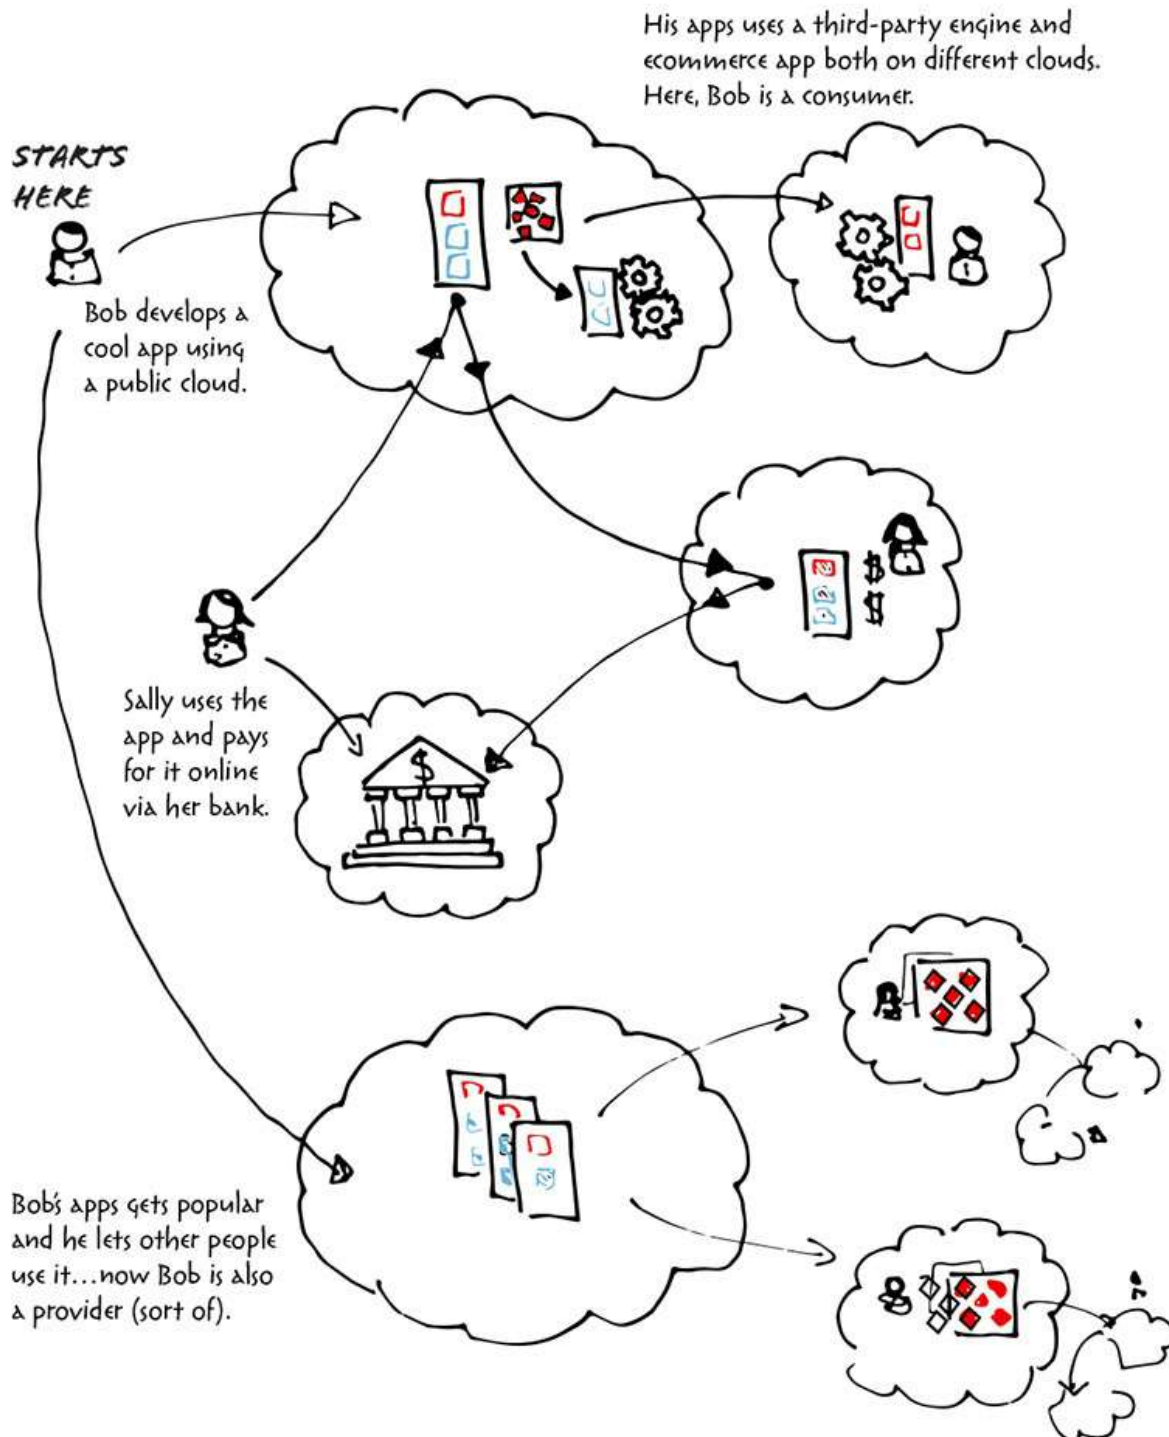 His apps uses a third-party engine and
ecommerce app both on different clouds.
Here, Bob is a consumer.
STARTS
HERE
Bob develops a
cool app using
a public cloud.
Sally uses the
app and pays
for it online
via her bank.
$
Bob's apps gets popular
and he lets other people
use it...now Bob is also
a provider (sort of).